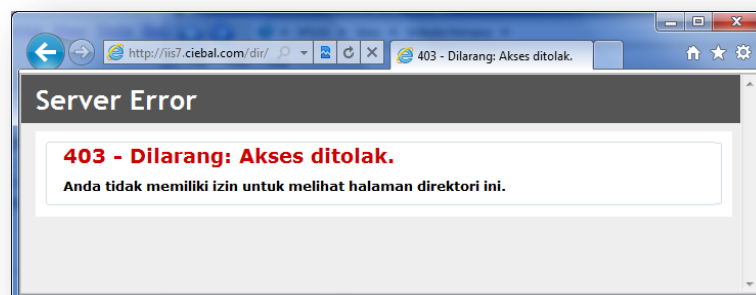 http://iis7.ciebal.com/dir/
403 - Dilarang: Akses ditolak.
Server Error
403 - Dilarang: Akses ditolak.
Anda tidak memiliki izin untuk melihat halaman direktori ini.